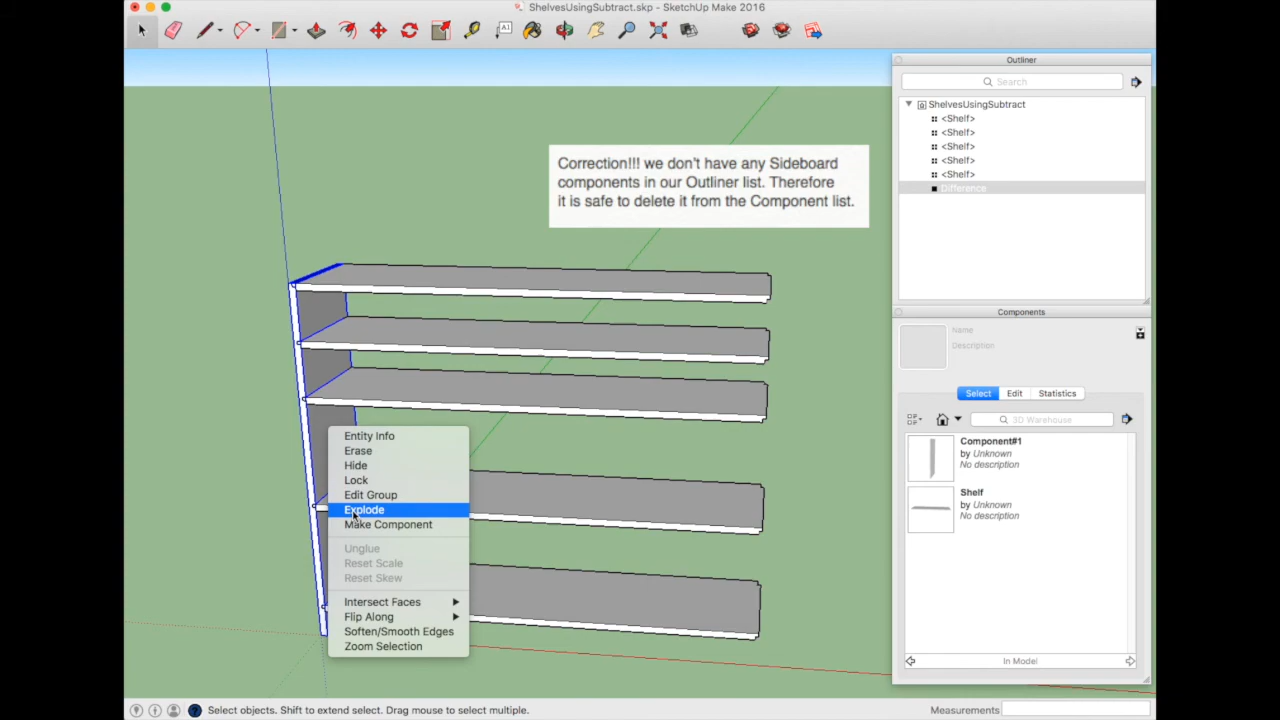 ShelvesUsingSubtract.skp - SketchUp Make 2016
A1
Outliner
Search
ShelvesUsingSubtract
<Shelf>
<Shelf>
<Shelf>
<Shelf>
<Shelf>
Difference
Correction!!! we don't have any Sideboard
components in our Outliner list. Therefore
it is safe to delete it from the Component list.
Components
Name
Description
Select Edit Statistics
3D Warehouse
Component#1
by Unknown
No description
Shelf
by Unknown
No description
In Model
Entity Info
Erase
Hide
Lock
Edit Group
Explode
Make Component
Unglue
Reset Scale
Reset Skew
Intersect Faces
Flip Along
Soften/Smooth Edges
Zoom Selection
Select objects. Shift to extend select. Drag mouse to select multiple.
Measurements